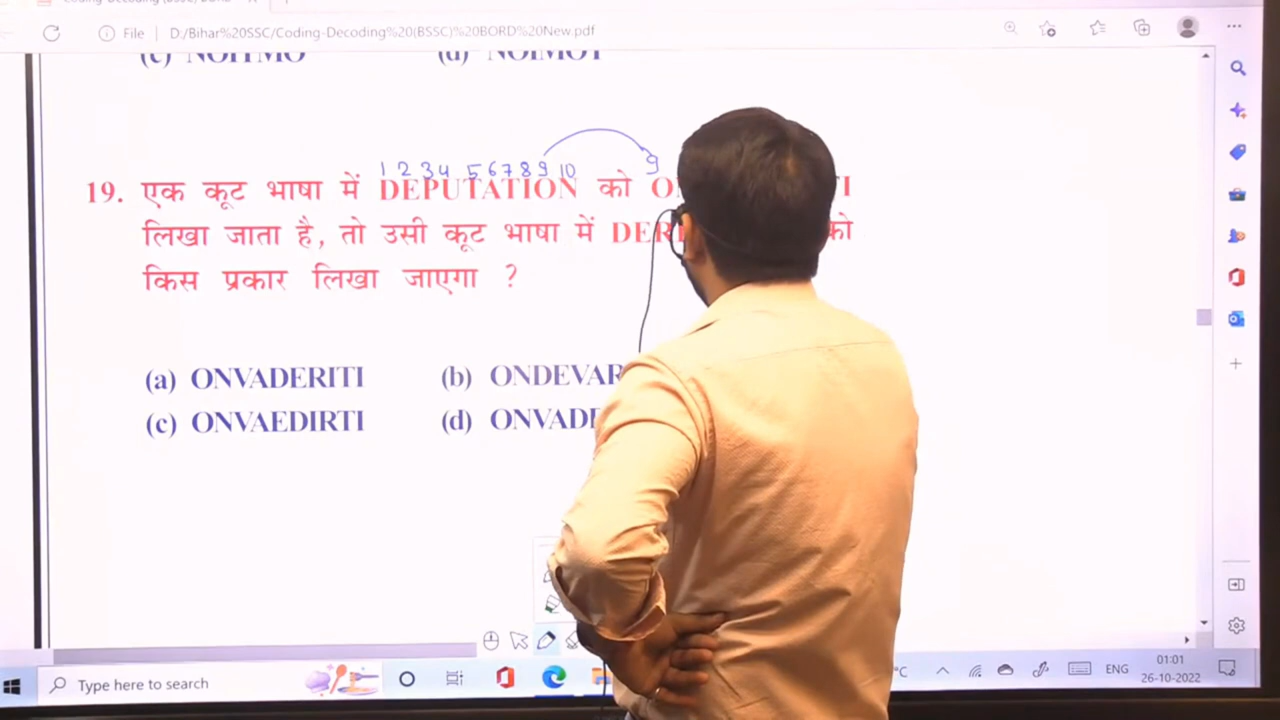 File D:/Bihar%20SSC/Coding-Decoding%20(BSSC)%20BORD%20New.pdf
(c) NOITMO (d) NOIMOT
1 2 3 4 5 6 7 8 9 10 9
19. एक कूट भाषा में DEPUTATION को
लिखा जाता है, तो उसी कूट भाषा में को
किस प्रकार लिखा जाएगा ?
(a) ONVADERITI (b)
(c) ONVAEDIRTI (d)
Type here to search
ENG
01:01
26-10-2022